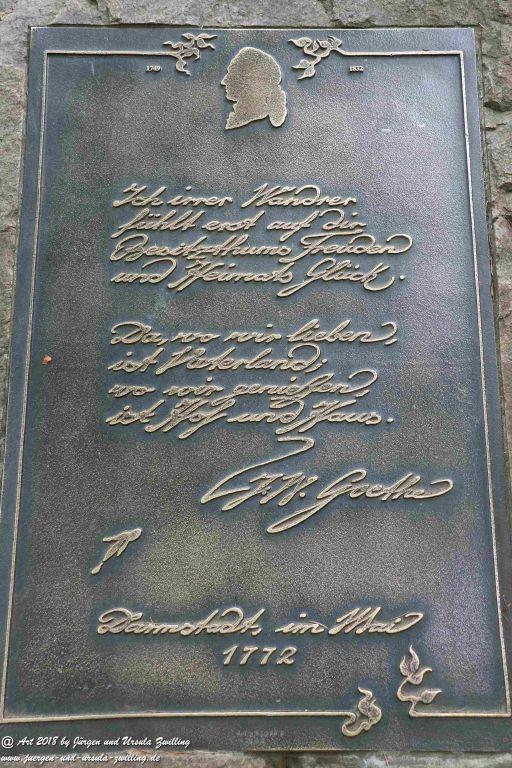 1749 1832
Ich irrer Wandrer
fühlt erst auf dir
Besitzthums Freuden
und Heimats Glück.
Da, wo wir lieben,
ist Vaterland;
wo wir genießen
ist Hof und Haus.
J. W. Goethe
Darmstadt, im Mai
1772
@ Art 2018 by Jürgen und Ursula Zwilling
www.juergen-und-ursula-zwilling.de